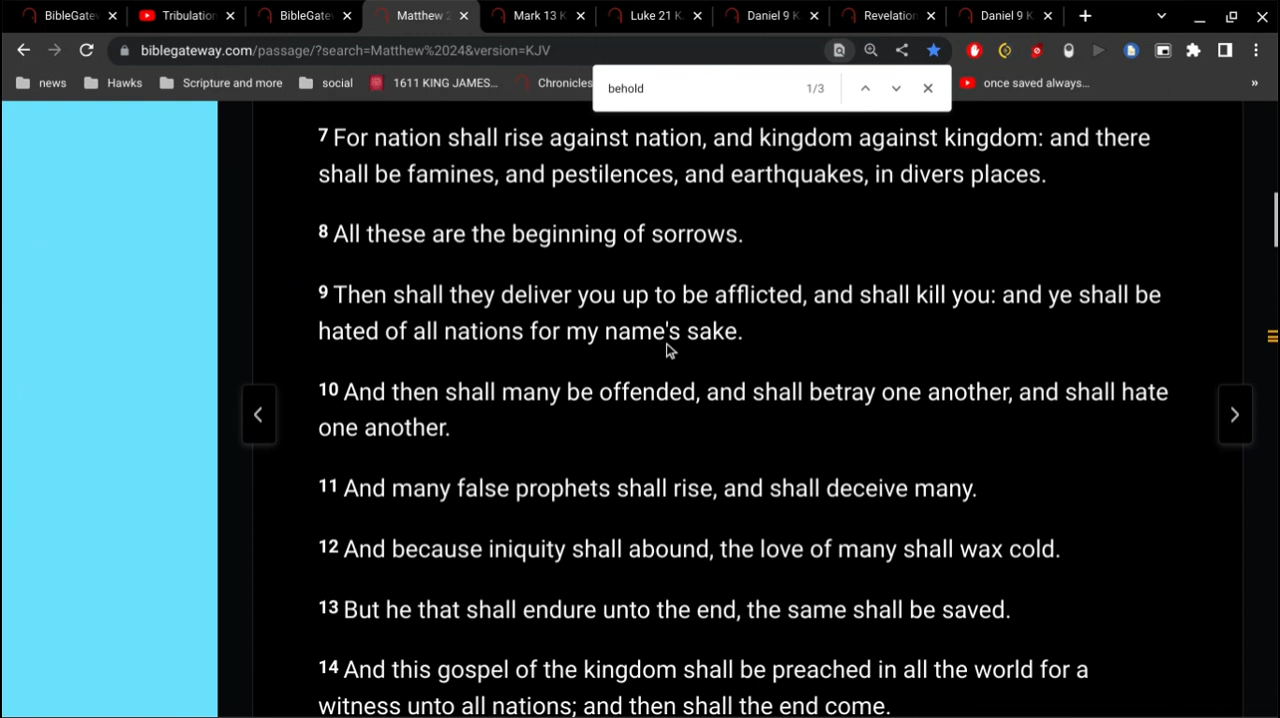 BibleGate
Tribulation
BibleGate
Matthew 2
Mark 13 K
Luke 21 K
Daniel 9 K
Revelation
Daniel 9 K
biblegateway.com/passage/?search=Matthew%2024&version=KJV
news
Hawks
Scripture and more
social
1611 KING JAMES...
Chronicles
once saved always...
»
behold
1/3
7 For nation shall rise against nation, and kingdom against kingdom: and there
shall be famines, and pestilences, and earthquakes, in divers places.
8 All these are the beginning of sorrows.
9 Then shall they deliver you up to be afflicted, and shall kill you: and ye shall be
hated of all nations for my name's sake.
10 And then shall many be offended, and shall betray one another, and shall hate
one another.
11 And many false prophets shall rise, and shall deceive many.
12 And because iniquity shall abound, the love of many shall wax cold.
13 But he that shall endure unto the end, the same shall be saved.
14 And this gospel of the kingdom shall be preached in all the world for a
witness unto all nations; and then shall the end come.